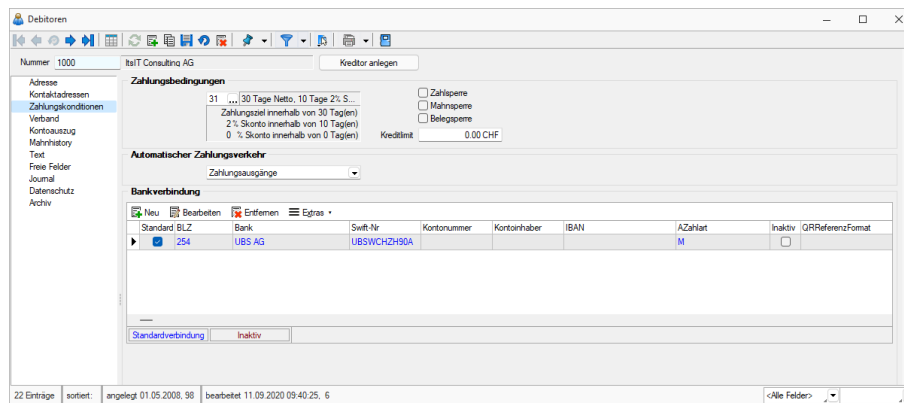 Debitoren
Nummer 1000 ItsIT Consulting AG Kreditor anlegen
Adresse
Kontaktadressen
Zahlungskonditionen
Verband
Kontoauszug
Mahnhistory
Text
Freie Felder
Journal
Datenschutz
Archiv
Zahlungsbedingungen
31 ... 30 Tage Netto, 10 Tage 2% S...
Zahlungsziel innerhalb von 30 Tag(en)
2 % Skonto innerhalb von 10 Tag(en)
0 % Skonto innerhalb von 0 Tag(en)
Zahlsperre
Mahnsperre
Belegsperre
Kreditlimit 0.00 CHF
Automatischer Zahlungsverkehr
Zahlungsausgänge
Bankverbindung
Neu Bearbeiten Entfernen Extras
Standard BLZ Bank Swift-Nr Kontonummer Kontoinhaber IBAN AZahlart Inaktiv QRReferenzFormat
254 UBS AG UBSWCHZH90A M
Standardverbindung Inaktiv
22 Einträge sortiert: angelegt 01.05.2008, 98 bearbeitet 11.09.2020 09:40:25, 6 <Alle Felder>